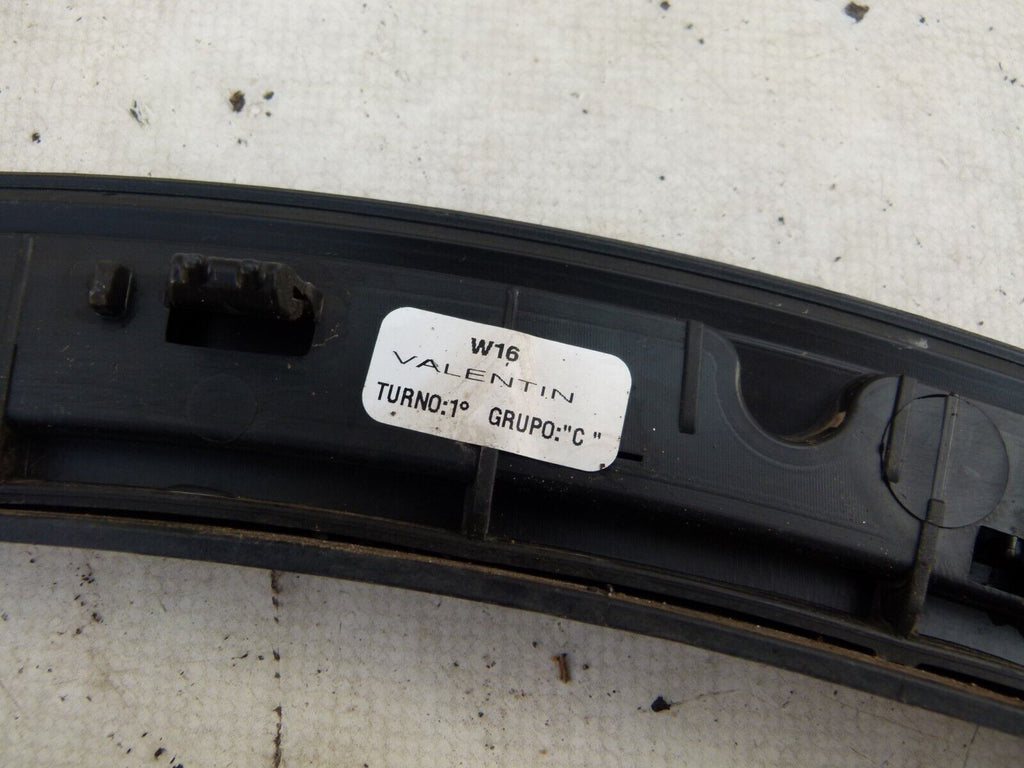 W16
VALENTIN
TURNO:1° GRUPO:"C "